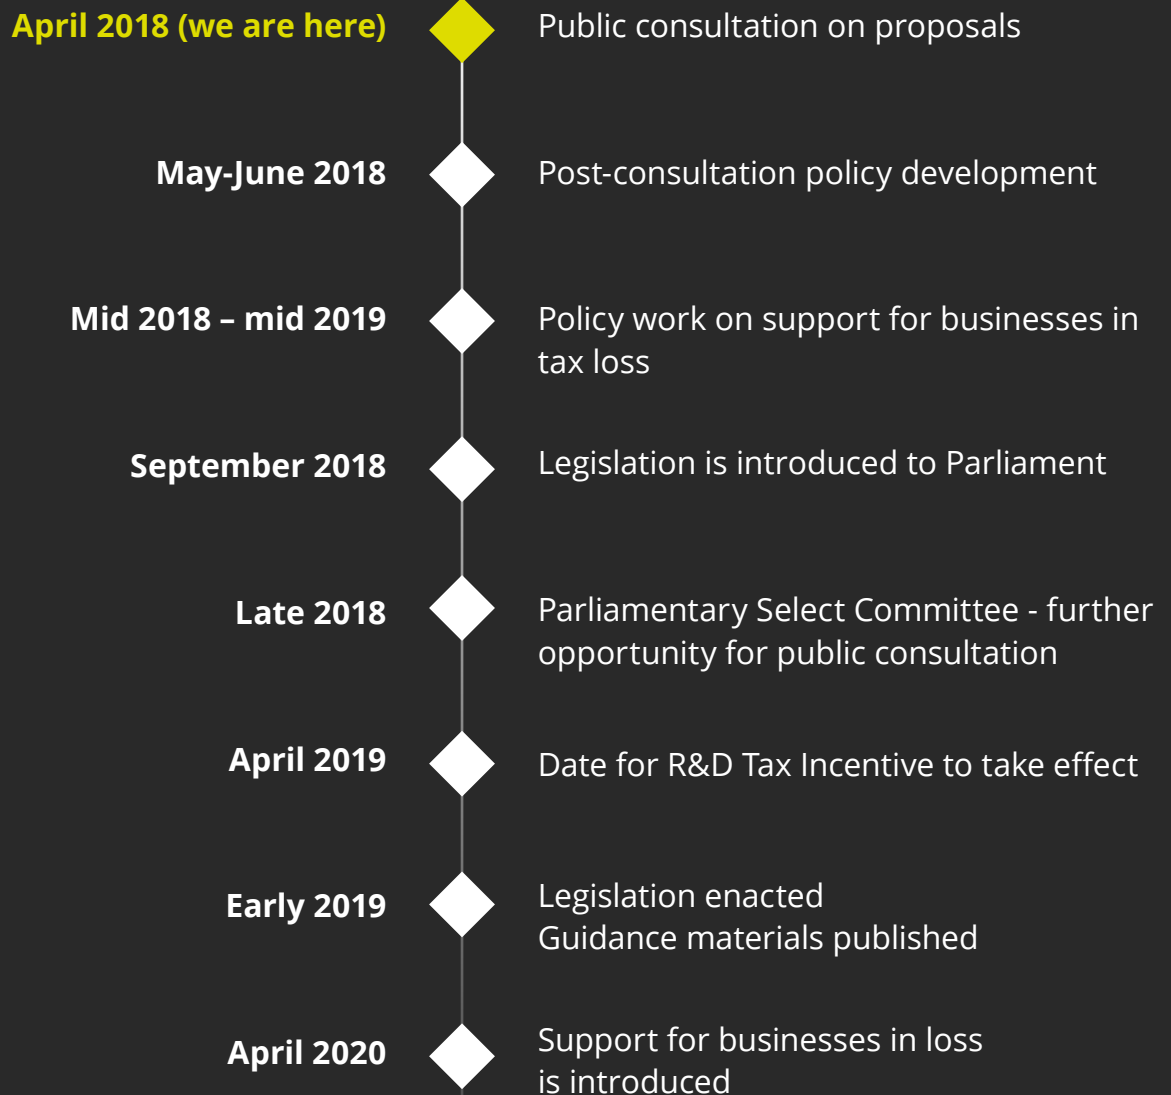 April 2018 (we are here)
Public consultation on proposals
May-June 2018
Post-consultation policy development
Mid 2018 – mid 2019
Policy work on support for businesses in
tax loss
September 2018
Legislation is introduced to Parliament
Late 2018
Parliamentary Select Committee - further
opportunity for public consultation
April 2019
Date for R&D Tax Incentive to take effect
Early 2019
Legislation enacted
Guidance materials published
April 2020
Support for businesses in loss
is introduced